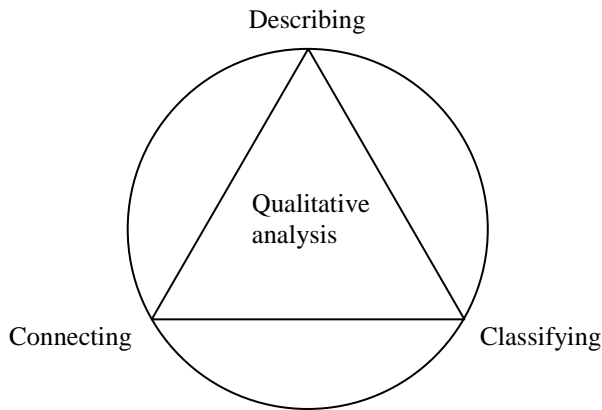 Describing
Qualitative
analysis
Connecting
Classifying